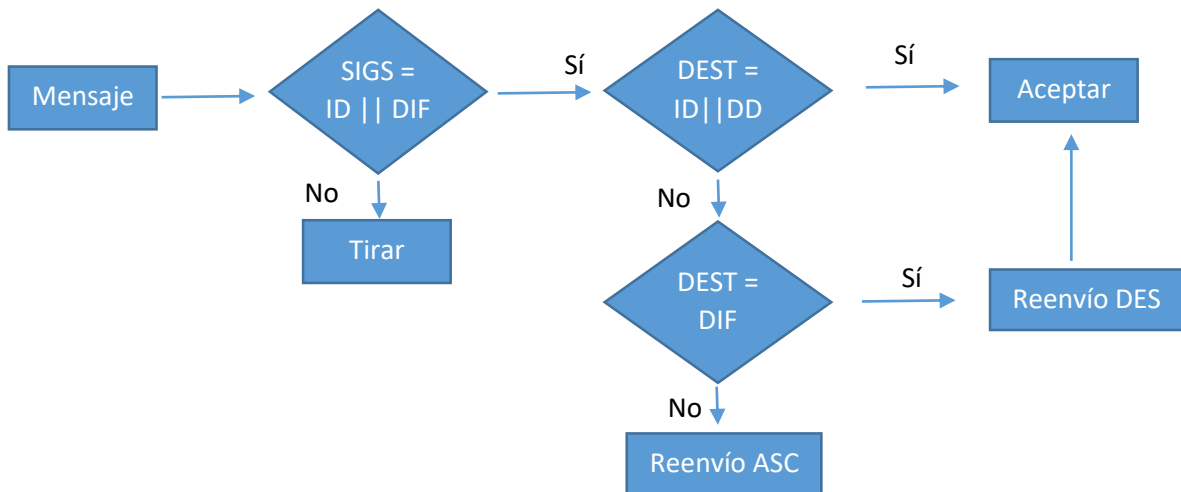 Mensaje
SIGS =
ID || DIF
Sí
DEST =
ID||DD
Sí
Aceptar
No
Tirar
No
DEST =
DIF
Sí
Reenvío DES
No
Reenvío ASC